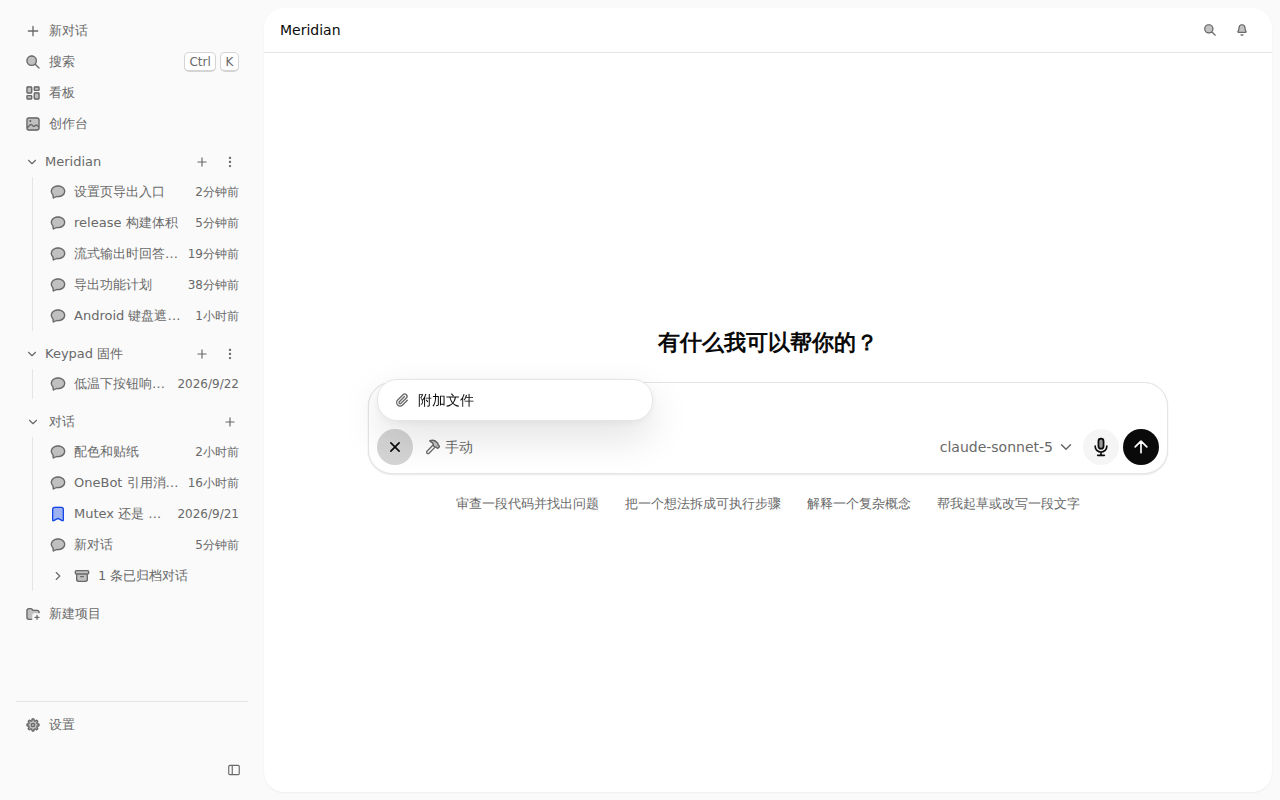 新对话
搜索 Ctrl K
看板
创作台
Meridian
设置页导出入口 2分钟前
release 构建体积 5分钟前
流式输出时回答… 19分钟前
导出功能计划 38分钟前
Android 键盘遮… 1小时前
Keypad 固件
低温下按钮响… 2026/9/22
对话
配色和贴纸 2小时前
OneBot 引用消… 16小时前
Mutex 还是 … 2026/9/21
新对话 5分钟前
1 条已归档对话
新建项目
设置
Meridian
有什么我可以帮你的？
附加文件
手动 claude-sonnet-5
审查一段代码并找出问题 把一个想法拆成可执行步骤 解释一个复杂概念 帮我起草或改写一段文字